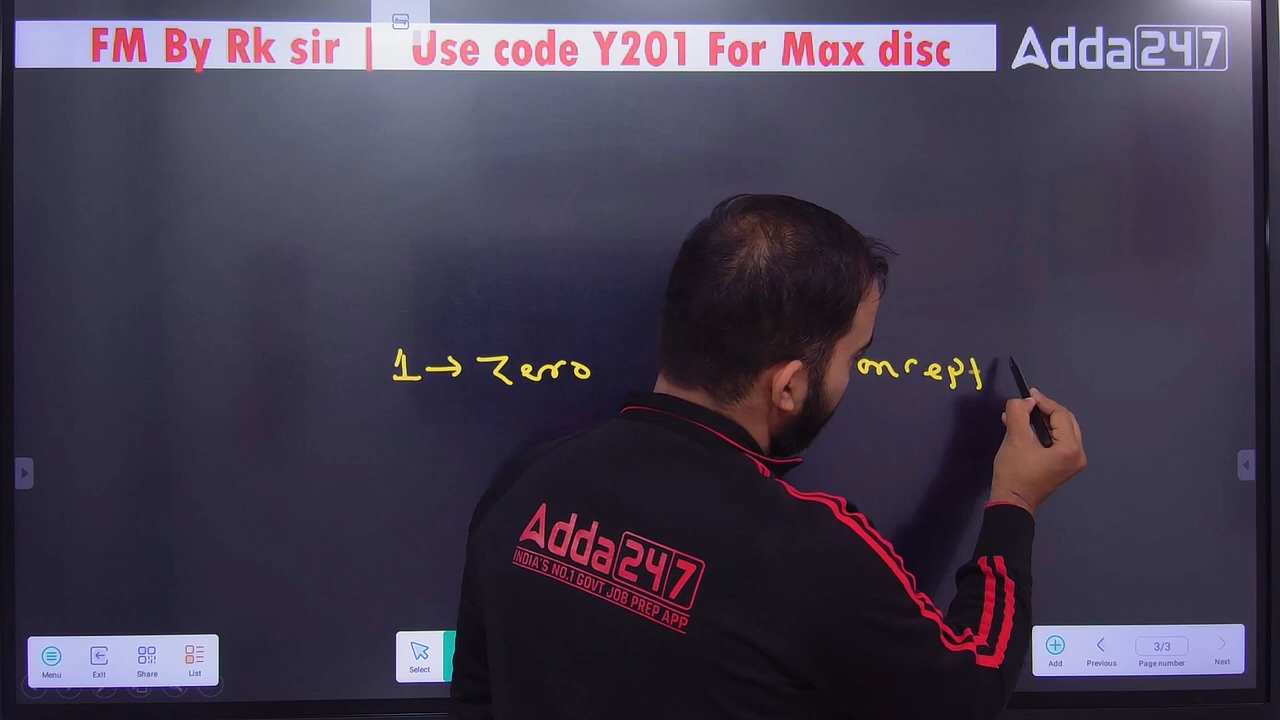 FM By Rk sir | Use code Y201 For Max disc
Adda247
1 → Zero oncept
Adda247
INDIA'S NO.1 GOVT JOB PREP APP
Menu Exit Share List
Select
Add Previous 3/3 Page number Next